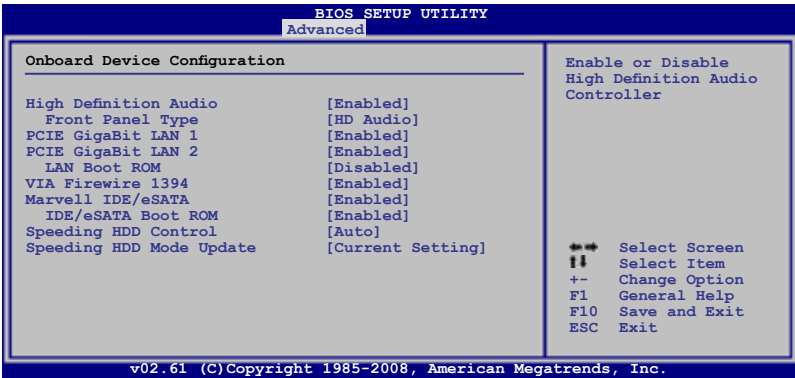 BIOS SETUP UTILITY
Advanced
Onboard Device Configuration
High Definition Audio [Enabled]
Front Panel Type [HD Audio]
PCIE GigaBit LAN 1 [Enabled]
PCIE GigaBit LAN 2 [Enabled]
LAN Boot ROM [Disabled]
VIA Firewire 1394 [Enabled]
Marvell IDE/eSATA [Enabled]
IDE/eSATA Boot ROM [Enabled]
Speeding HDD Control [Auto]
Speeding HDD Mode Update [Current Setting]
Enable or Disable
High Definition Audio
Controller
←→ Select Screen
↑↓ Select Item
+- Change Option
F1 General Help
F10 Save and Exit
ESC Exit
v02.61 (C)Copyright 1985-2008, American Megatrends, Inc.